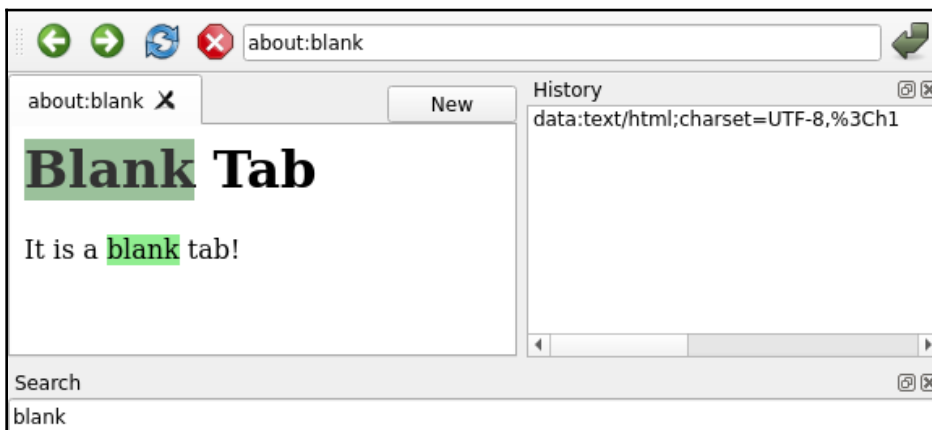 about:blank
about:blank
New
Blank Tab
It is a blank tab!
History
data:text/html;charset=UTF-8,%3Ch1
Search
blank